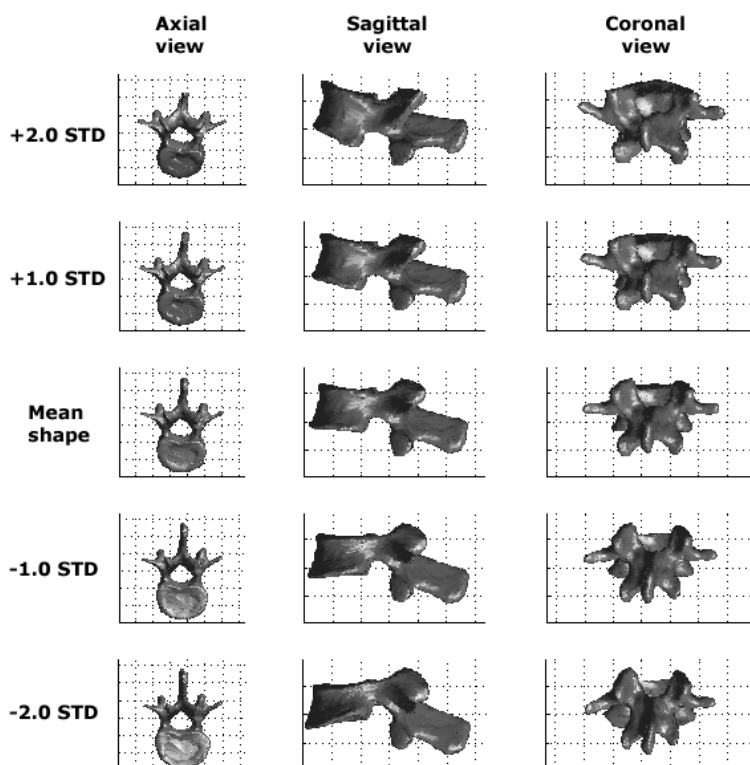 Axial
view
Sagittal
view
Coronal
view
+2.0 STD
+1.0 STD
Mean
shape
-1.0 STD
-2.0 STD